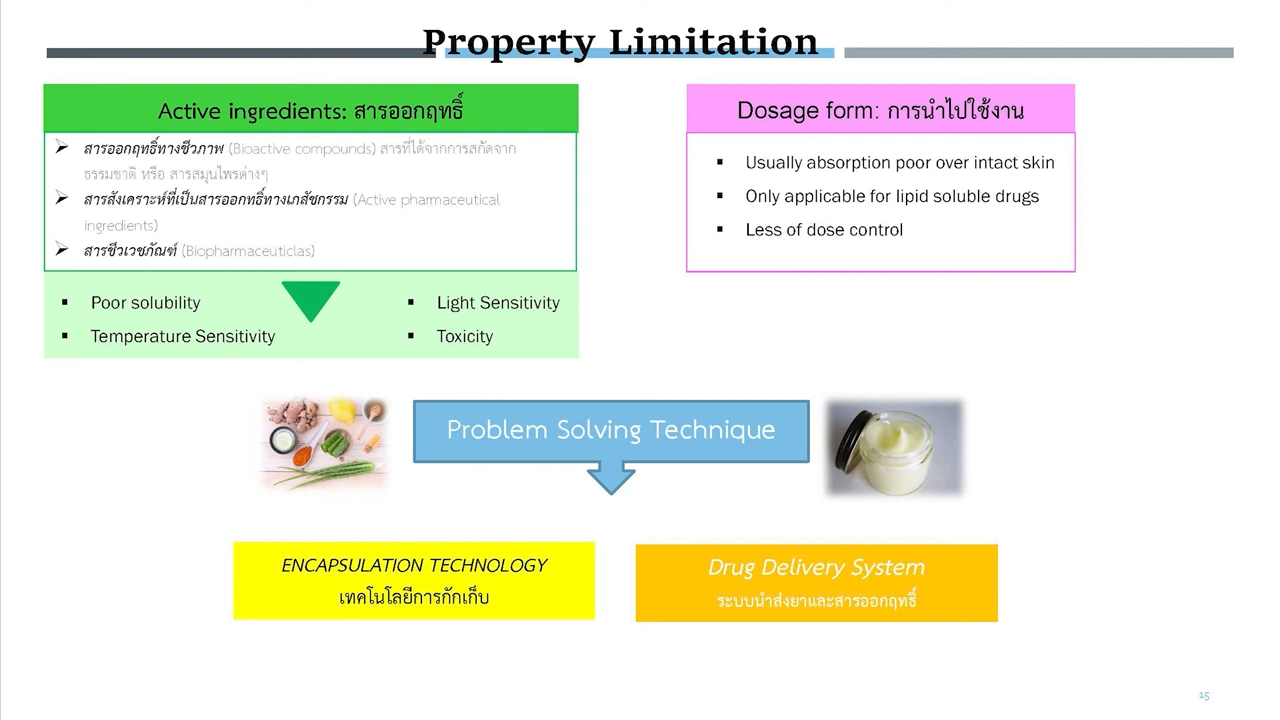 Property Limitation
Active ingredients: สารออกฤทธิ์
สารออกฤทธิ์ทางชีวภาพ (Bioactive compounds) สารที่ได้จากการสกัดจาก
ธรรมชาติ หรือ สารสมุนไพรต่างๆ
สารสังเคราะห์ที่เป็นสารออกทธิ์ทางเภสัชกรรม (Active pharmaceutical
ingredients)
สารชีวเวชภัณฑ์ (Biopharmaceuticlas)
Poor solubility
Temperature Sensitivity
Light Sensitivity
Toxicity
Dosage form: การนำไปใช้งาน
Usually absorption poor over intact skin
Only applicable for lipid soluble drugs
Less of dose control
Problem Solving Technique
ENCAPSULATION TECHNOLOGY
เทคโนโลยีการกักเก็บ
Drug Delivery System
ระบบนำส่งยาและสารออกฤทธิ์
15